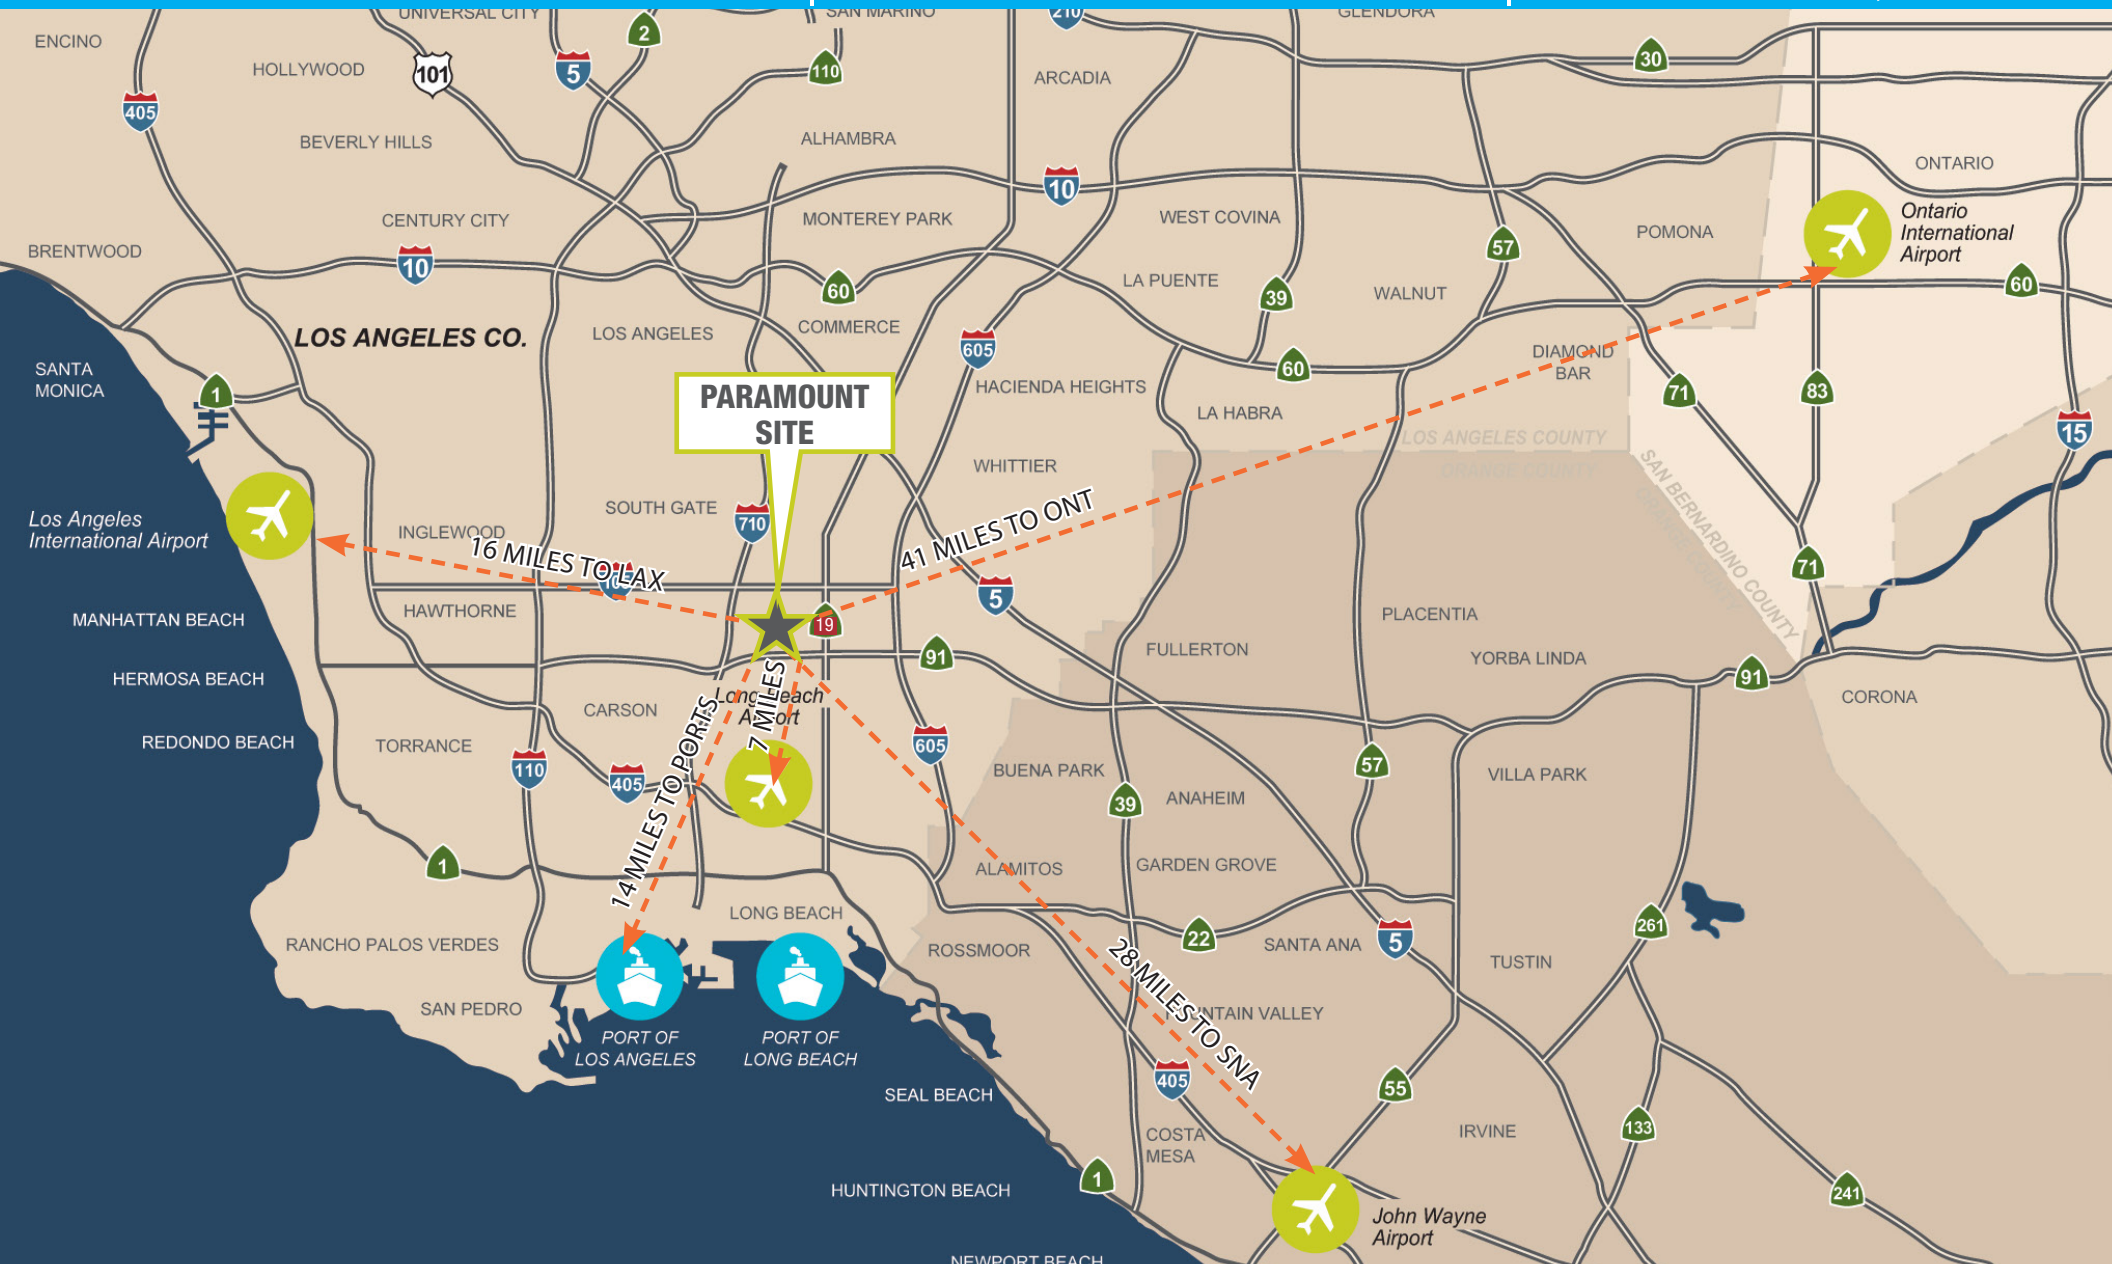 UNIVERSAL CITY
SAN MARINO
GLENDORA
210
ENCINO
2
HOLLYWOOD
101
5
110
ARCADIA
30
405
BEVERLY HILLS
ALHAMBRA
ONTARIO
10
CENTURY CITY
MONTEREY PARK
WEST COVINA
57
POMONA
Ontario
International
Airport
BRENTWOOD
10
60
LA PUENTE
39
WALNUT
60
LOS ANGELES CO.
LOS ANGELES
COMMERCE
605
DIAMOND
BAR
SANTA
MONICA
1
PARAMOUNT
SITE
HACIENDA HEIGHTS
60
71
83
LA HABRA
15
LOS ANGELES COUNTY
ORANGE COUNTY
WHITTIER
SAN BERNARDINO COUNTY
ORANGE COUNTY
SOUTH GATE
710
Los Angeles
International Airport
INGLEWOOD
16 MILES TO LAX
41 MILES TO ONT
71
5
HAWTHORNE
19
MANHATTAN BEACH
PLACENTIA
91
FULLERTON
YORBA LINDA
91
HERMOSA BEACH
CORONA
CARSON
Long Beach
Airport
7 MILES
14 MILES TO PORTS
REDONDO BEACH
TORRANCE
110
405
605
BUENA PARK
57
VILLA PARK
39
ANAHEIM
1
ALAMITOS
GARDEN GROVE
LONG BEACH
261
RANCHO PALOS VERDES
ROSSMOOR
22
SANTA ANA
5
TUSTIN
28 MILES TO SNA
SAN PEDRO
FOUNTAIN VALLEY
PORT OF
LOS ANGELES
PORT OF
LONG BEACH
405
55
SEAL BEACH
COSTA
MESA
IRVINE
133
1
HUNTINGTON BEACH
241
John Wayne
Airport
NEWPORT BEACH